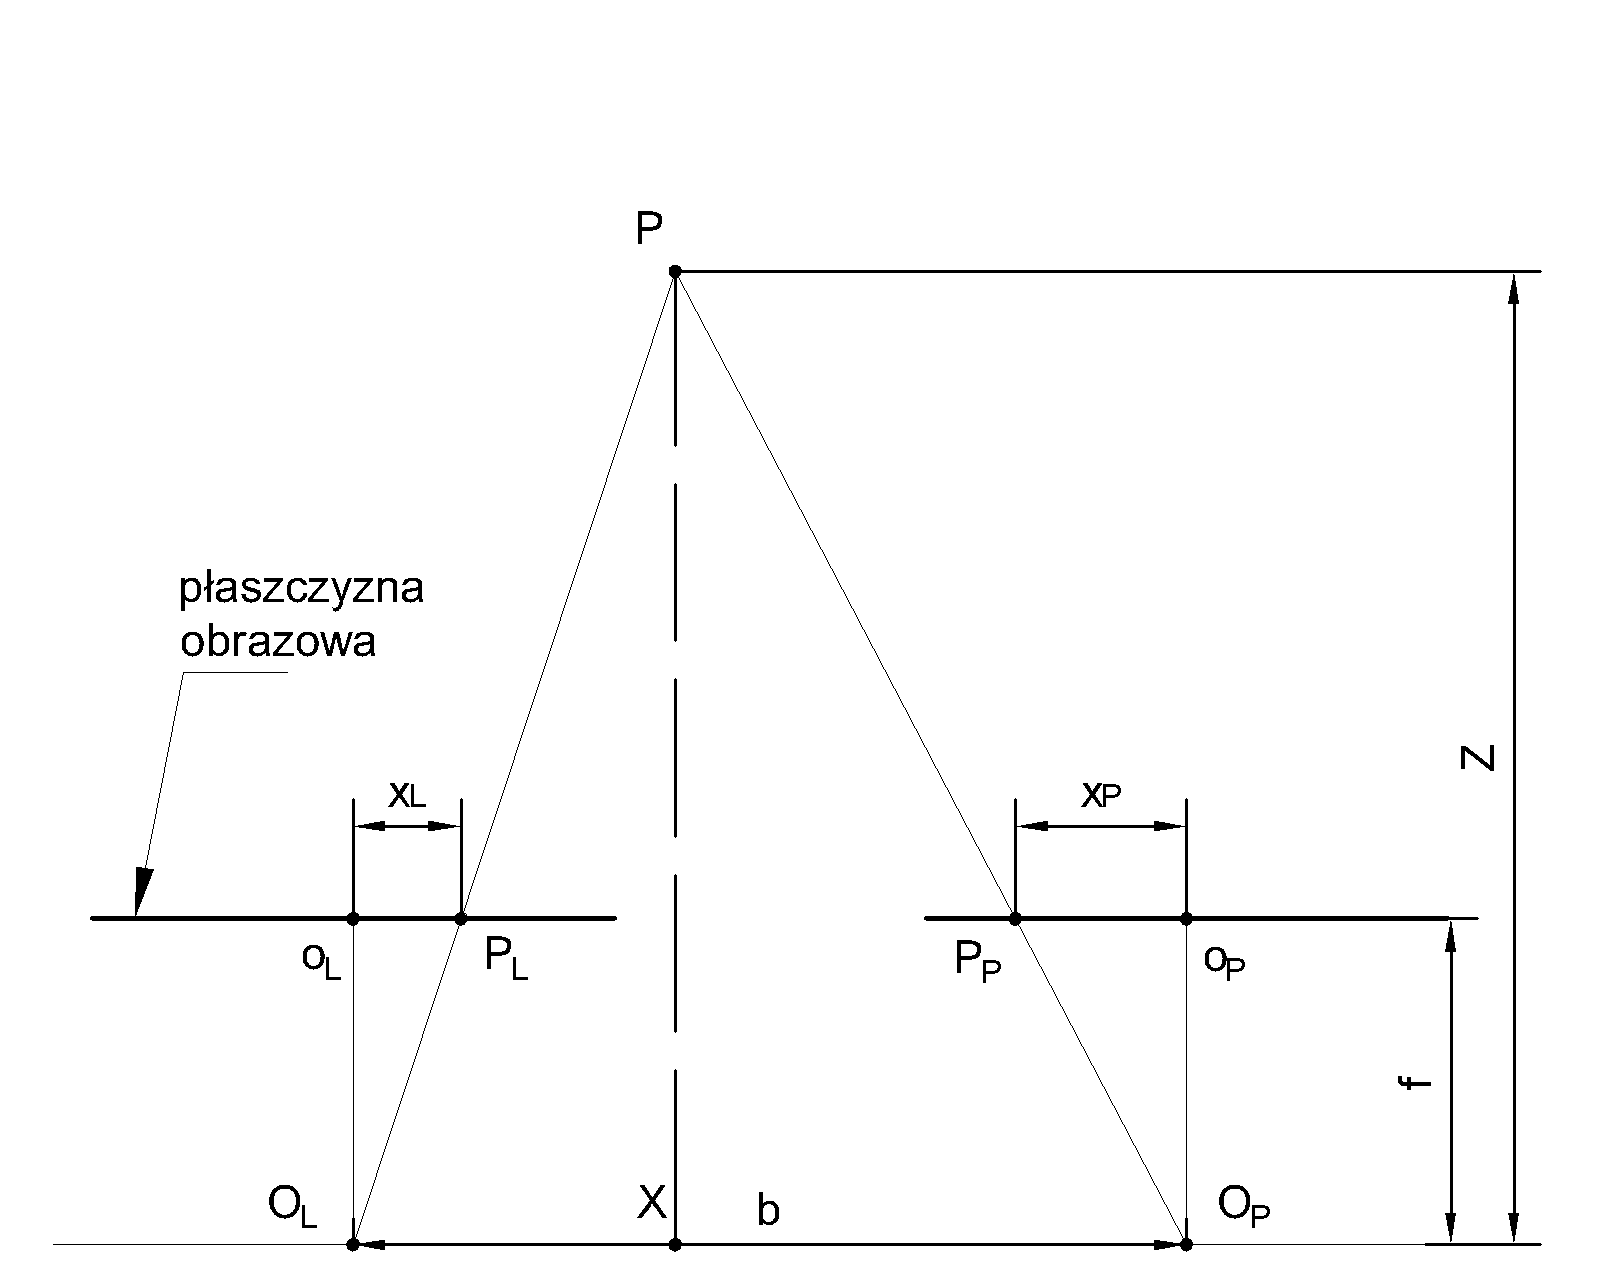 P
płaszczyzna
obrazowa
Z
xL
xP
oL
PL
PP
oP
f
OL
X
b
OP